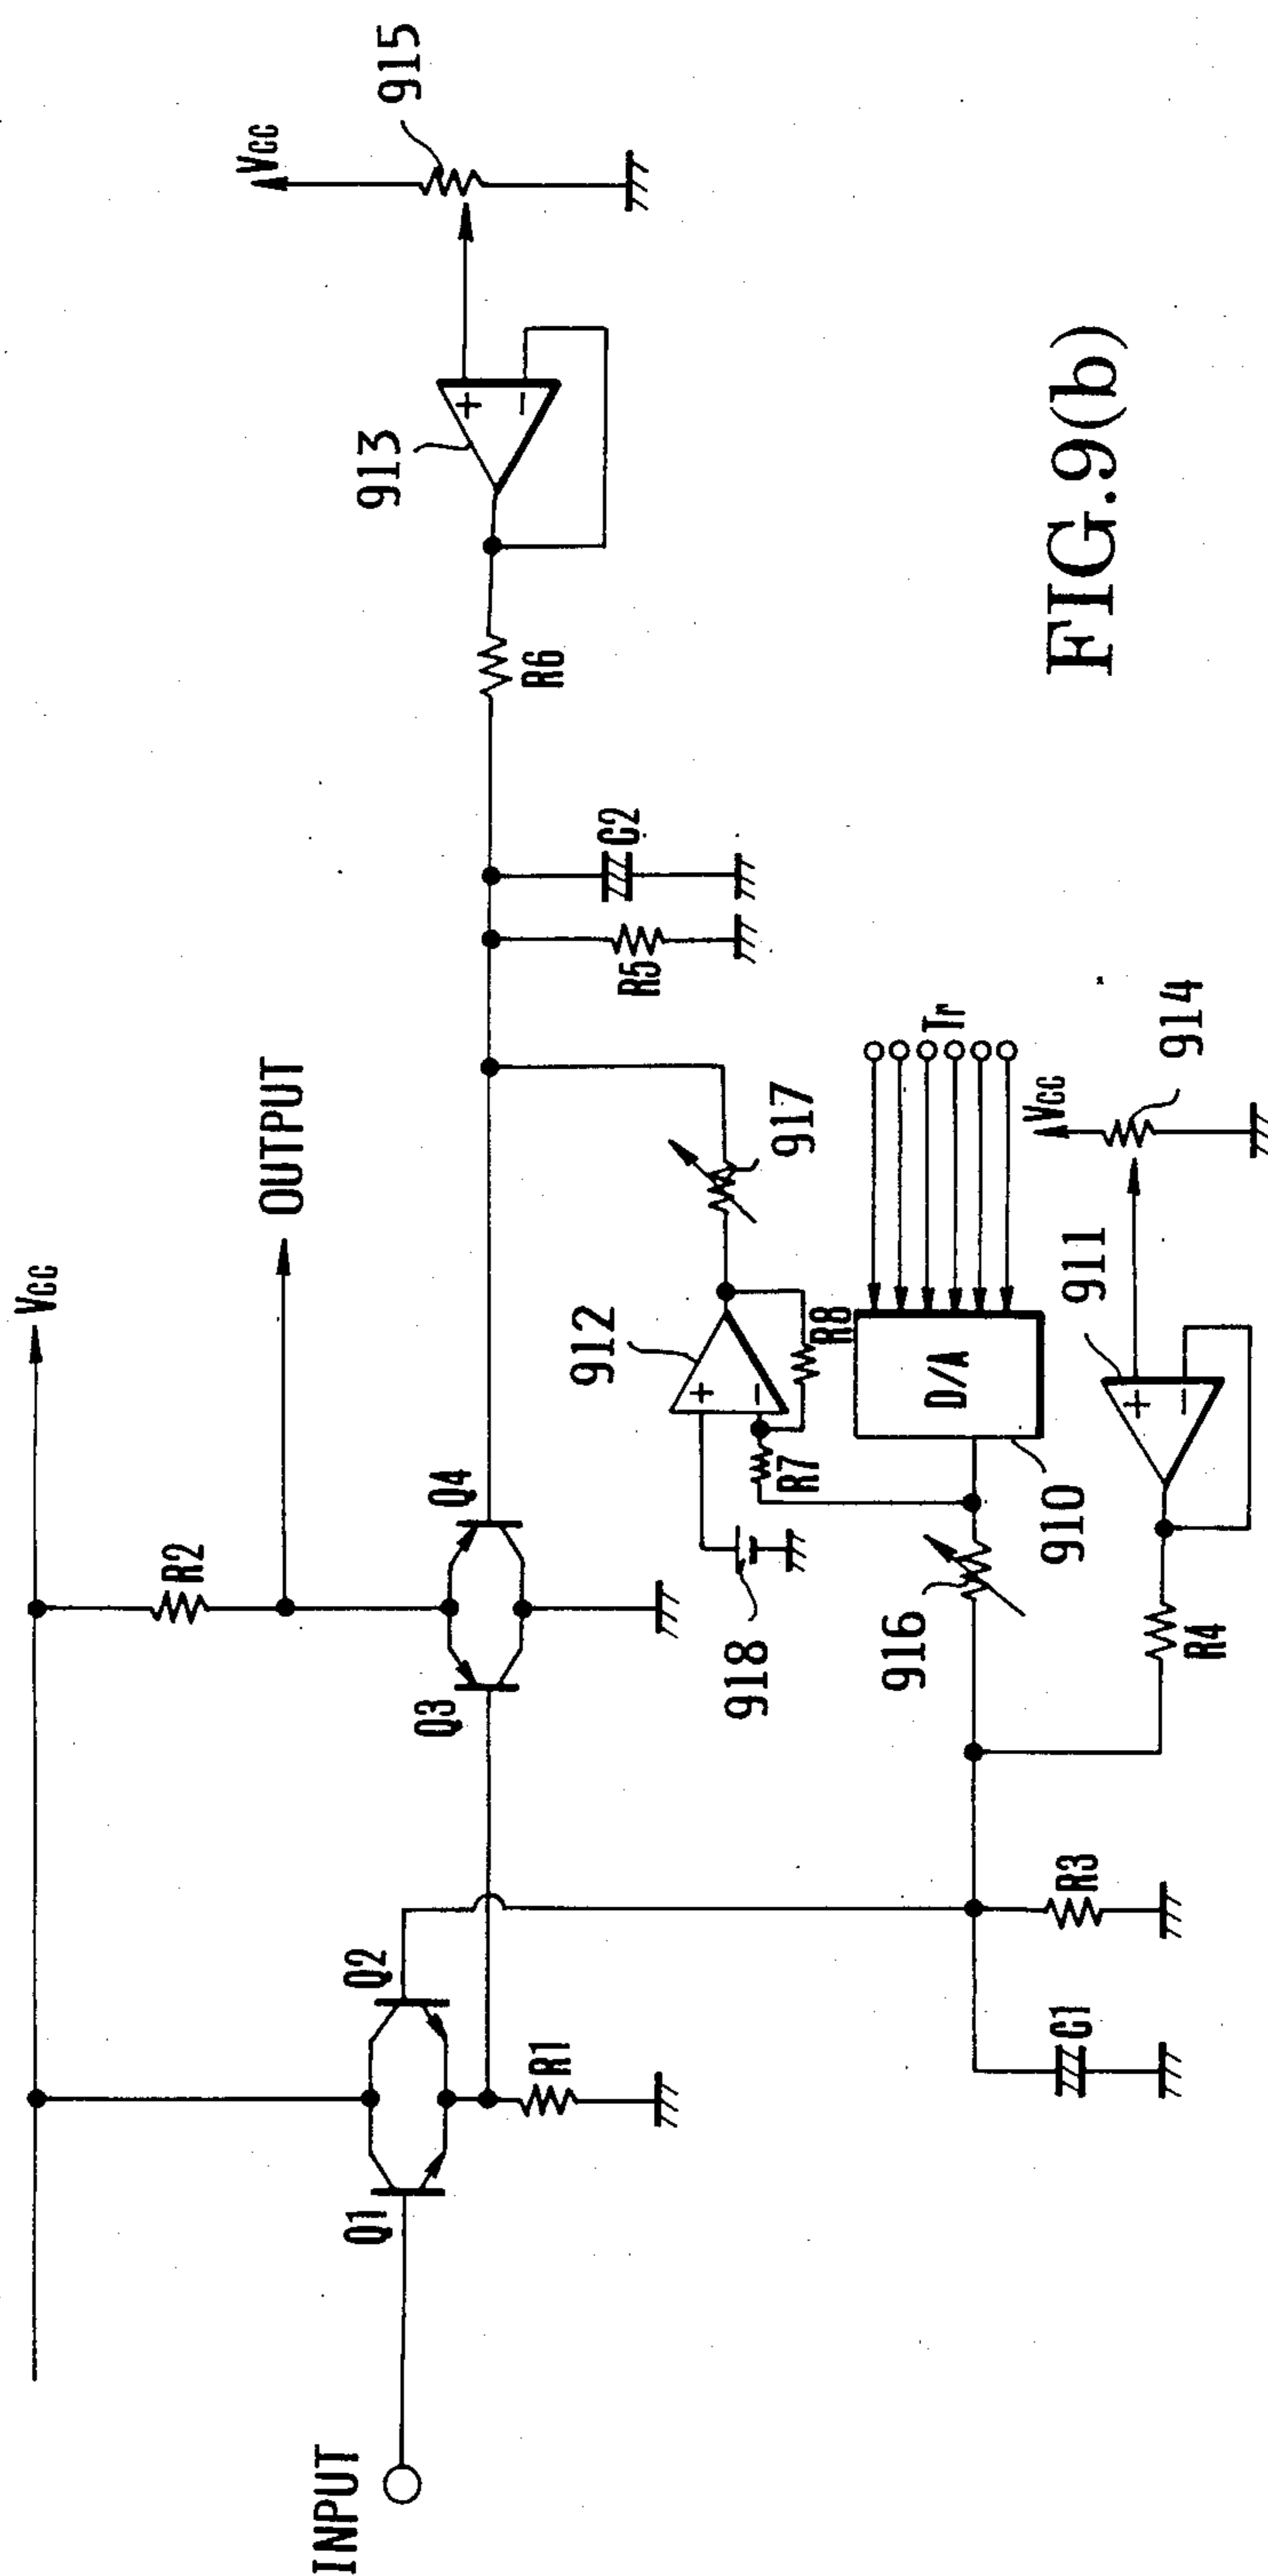 VCC
OUTPUT
R2
Q2
Q1
Q3
Q4
INPUT
R1
VCC
915
913
R6
R5
C2
912
917
918
R7
R8
D/A
Tr
916
910
911
VCC
914
R4
R3
C1
FIG.9(b)